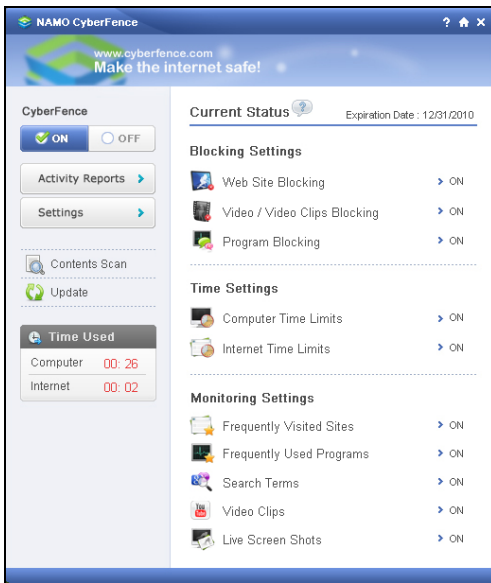 NAMO CyberFence
www.cyberfence.com
Make the internet safe!
CyberFence
ON OFF
Activity Reports
Settings
Contents Scan
Update
Time Used
Computer 00: 26
Internet 00: 02
Current Status Expiration Date : 12/31/2010
Blocking Settings
Web Site Blocking ON
Video / Video Clips Blocking ON
Program Blocking ON
Time Settings
Computer Time Limits ON
Internet Time Limits ON
Monitoring Settings
Frequently Visited Sites ON
Frequently Used Programs ON
Search Terms ON
You Tube
Video Clips ON
Live Screen Shots ON